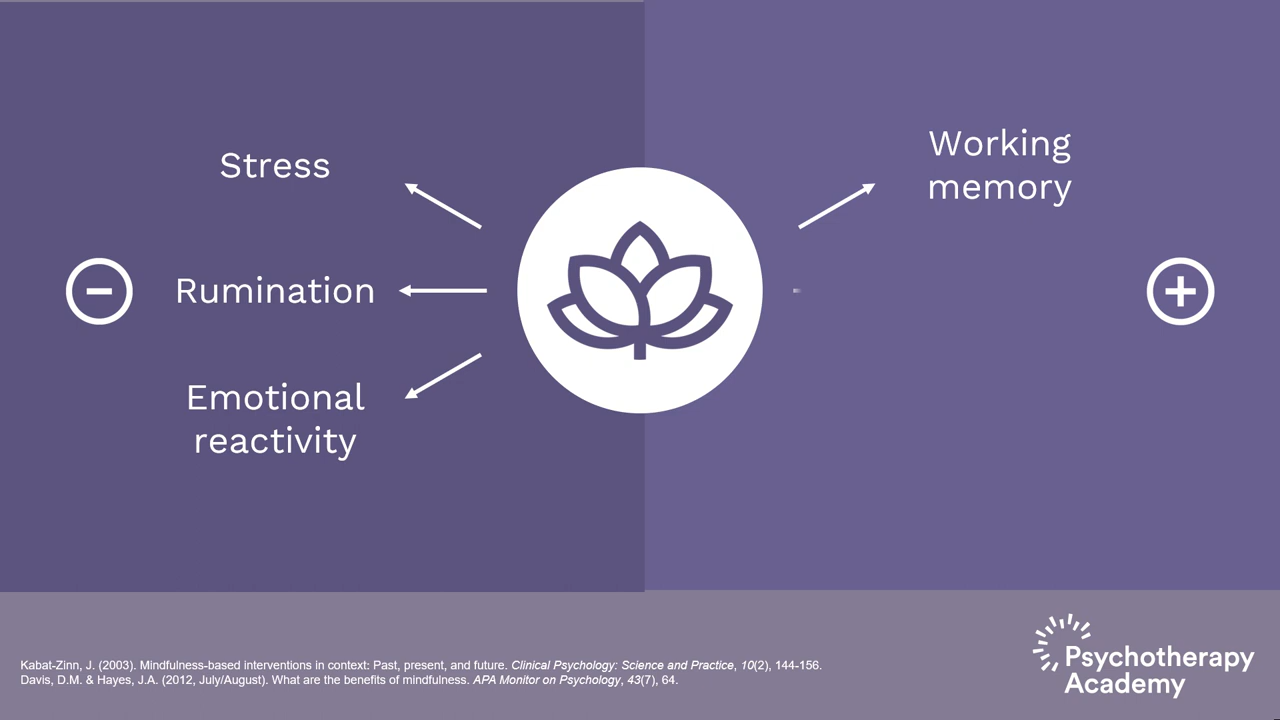 Stress
Rumination
Emotional
reactivity
Working
memory
Kabat-Zinn, J. (2003). Mindfulness-based interventions in context: Past, present, and future. Clinical Psychology: Science and Practice, 10(2), 144-156.
Davis, D.M. & Hayes, J.A. (2012, July/August). What are the benefits of mindfulness. APA Monitor on Psychology, 43(7), 64.
Psychotherapy
Academy